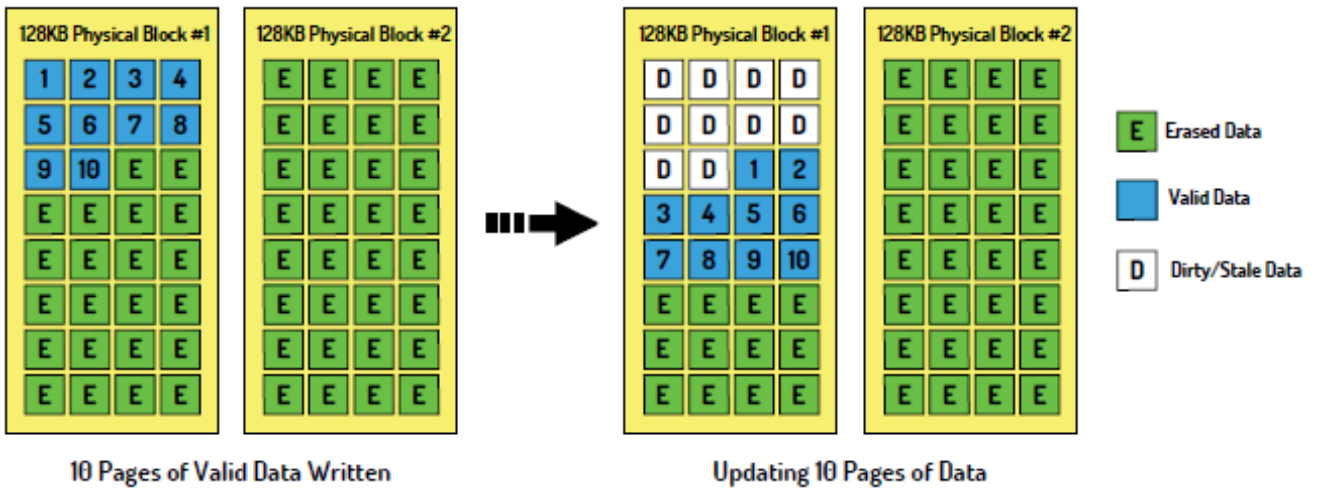 128KB Physical Block #1
1 2 3 4
5 6 7 8
9 10 E E
E E E E
E E E E
E E E E
E E E E
E E E E
128KB Physical Block #2
E E E E
E E E E
E E E E
E E E E
E E E E
E E E E
E E E E
E E E E
10 Pages of Valid Data Written
128KB Physical Block #1
D D D D
D D D D
D D 1 2
3 4 5 6
7 8 9 10
E E E E
E E E E
E E E E
128KB Physical Block #2
E E E E
E E E E
E E E E
E E E E
E E E E
E E E E
E E E E
E E E E
Updating 10 Pages of Data
E Erased Data
Valid Data
D Dirty/Stale Data